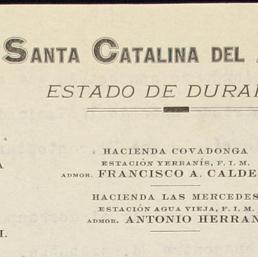 SANTA CATALINA DEL
ESTADO DE DURA
HACIENDA COVADONGA
ESTACIÓN YERBANÍS, F. I. M.
ADMOR. FRANCISCO A. CALDE
HACIENDA LAS MERCEDES
ESTACIÓN AGUA VIEJA, F. I. M.
ADMOR. ANTONIO HERRAN